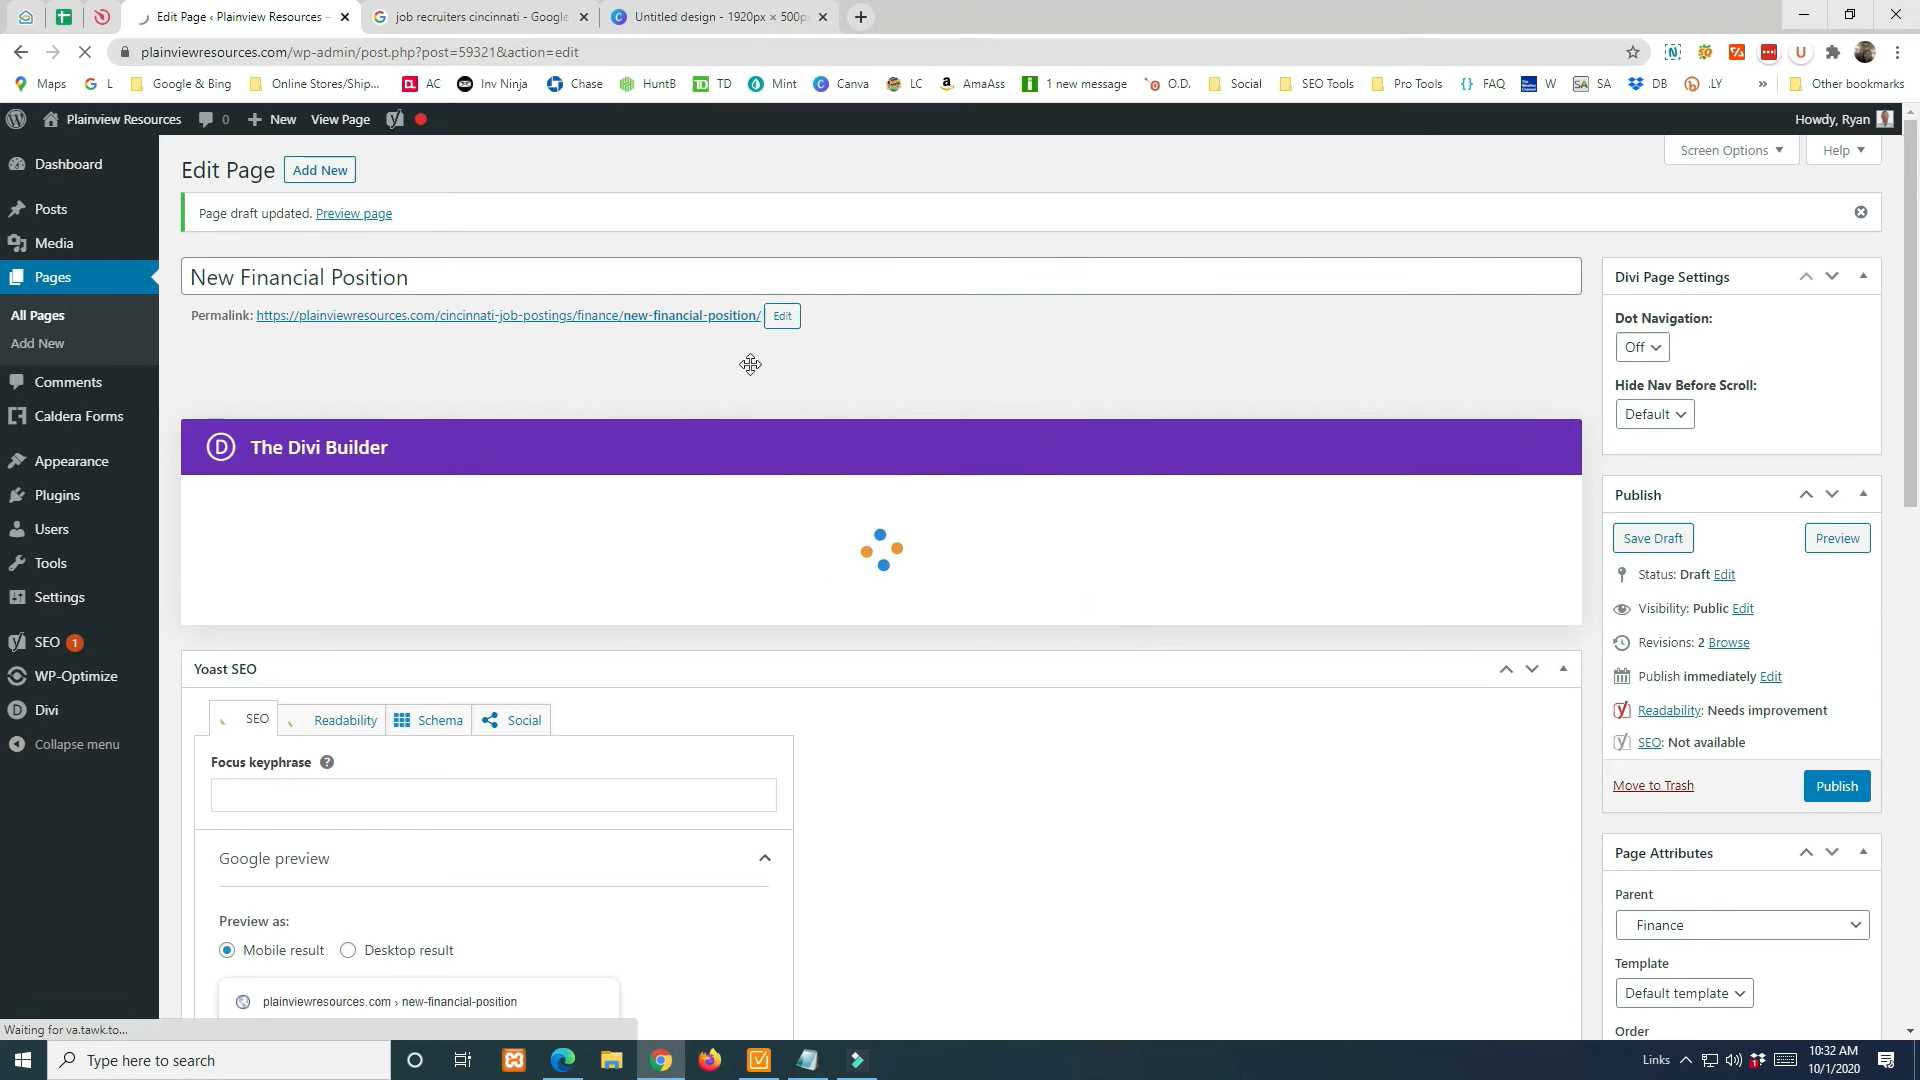 Edit Page ‹ Plainview Resources —
job recruiters cincinnati - Google
Untitled design - 1920px × 500p
plainviewresources.com/wp-admin/post.php?post=59321&action=edit
Maps
L
Google & Bing
Online Stores/Ship...
AC
Inv Ninja
Chase
HuntB
TD
Mint
Canva
LC
AmaAss
1 new message
O.D.
Social
SEO Tools
Pro Tools
FAQ
W
SA
DB
.LY
»
Other bookmarks
Plainview Resources
0
New
View Page
Howdy, Ryan
Dashboard
Posts
Media
Pages
All Pages
Add New
Comments
Caldera Forms
Appearance
Plugins
Users
Tools
Settings
SEO 1
WP-Optimize
Divi
Collapse menu
Screen Options
Help
Edit Page
Add New
Page draft updated. Preview page
New Financial Position
Permalink: https://plainviewresources.com/cincinnati-job-postings/finance/new-financial-position/ Edit
D The Divi Builder
Yoast SEO
SEO
Readability
Schema
Social
Focus keyphrase ?
Google preview
Preview as:
Mobile result
Desktop result
plainviewresources.com › new-financial-position
Divi Page Settings
Dot Navigation:
Off
Hide Nav Before Scroll:
Default
Publish
Save Draft
Preview
Status: Draft Edit
Visibility: Public Edit
Revisions: 2 Browse
Publish immediately Edit
Readability: Needs improvement
SEO: Not available
Move to Trash
Publish
Page Attributes
Parent
Finance
Template
Default template
Order
Waiting for va.tawk.to...
Type here to search
Links
10:32 AM
10/1/2020